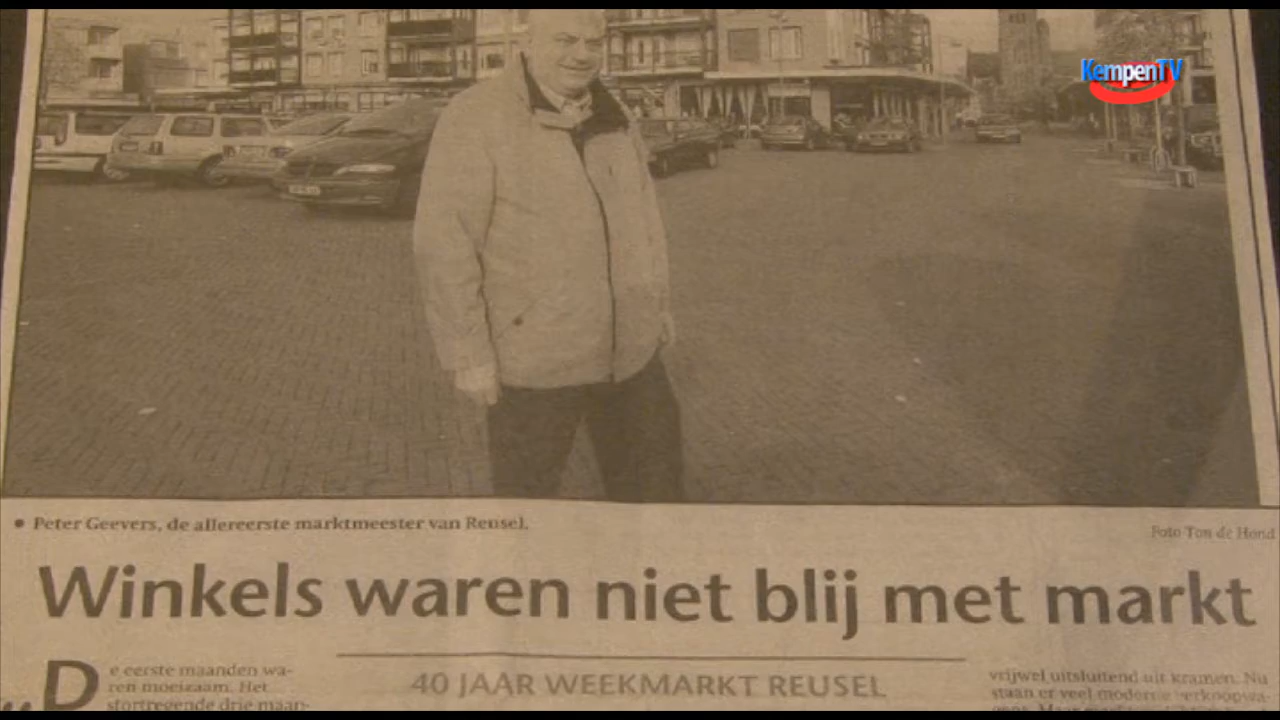 KempenTV
• Peter Geevers, de allereerste marktmeester van Reusel.
Foto Ton de Hond
Winkels waren niet blij met markt
40 JAAR WEEKMARKT REUSEL
„De eerste maanden wa-
ren moeizaam. Het
stortregende drie maan-
vrijwel uitsluitend uit kramen. Nu
staan er veel moderne verkoopwa-